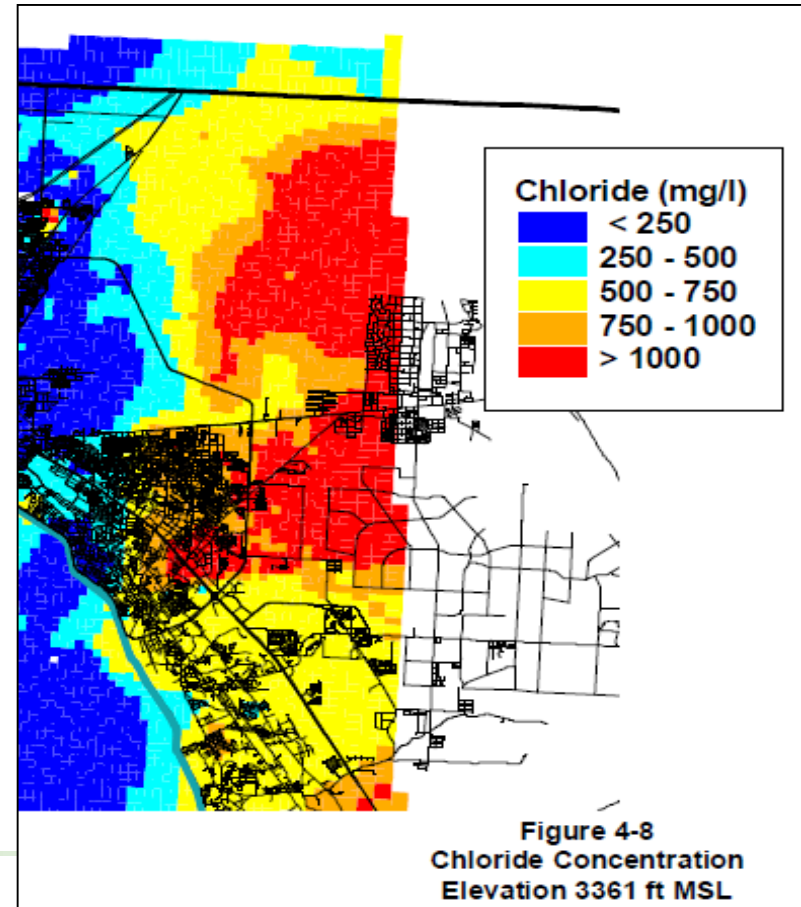 Chloride (mg/l)
< 250
250 - 500
500 - 750
750 - 1000
> 1000
Figure 4-8
Chloride Concentration
Elevation 3361 ft MSL